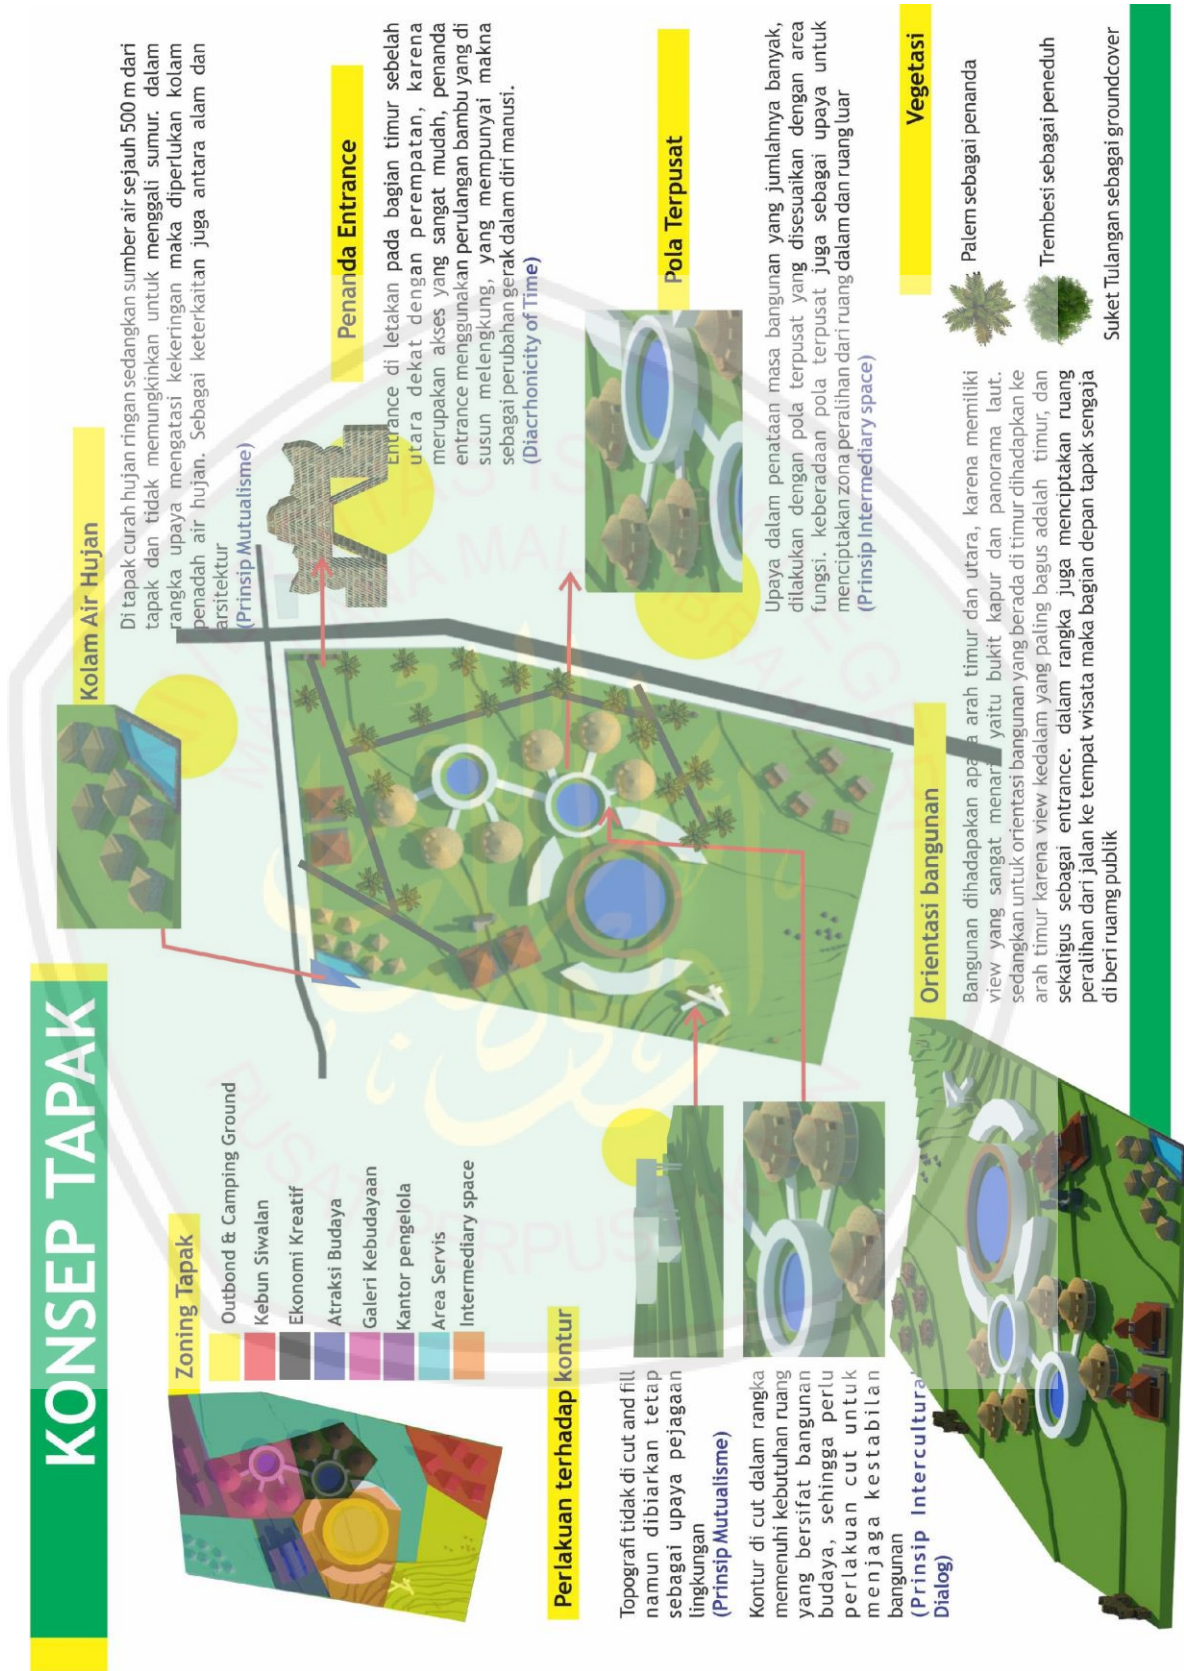 KONSEP TAPAK
Zoning Tapak
Outbond & Camping Ground
Kebun Siwalan
Ekonomi Kreatif
Atraksi Budaya
Galeri Kebudayaan
Kantor pengelola
Area Servis
Intermediary space
Kolam Air Hujan
Di tapak curah hujan ringan sedangkan sumber air sejauh 500 m dari
tapak dan tidak memungkinkan untuk menggali sumur. dalam
rangka upaya mengatasi kekeringan maka diperlukan kolam
penadah air hujan. Sebagai keterkaitan juga antara alam dan
arsitektur
(Prinsip Mutualisme)
Penanda Entrance
Entrance di letakan pada bagian timur sebelah
utara dekat dengan perempatan, karena
merupakan akses yang sangat mudah, penanda
entrance menggunakan perulangan bambu yang di
susun melengkung, yang mempunyai makna
sebagai perubahan gerak dalam diri manusi.
(Diacrhonicity of Time)
Perlakuan terhadap kontur
Topografi tidak di cut and fill
namun dibiarkan tetap
sebagai upaya pejagaan
lingkungan
(Prinsip Mutualisme)
Kontur di cut dalam rangka
memenuhi kebutuhan ruang
yang bersifat bangunan
budaya, sehingga perlu
perlakuan cut untuk
menjaga kestabilan
bangunan
(Prinsip Intercultura
Dialog)
Pola Terpusat
Upaya dalam penataan masa bangunan yang jumlahnya banyak,
dilakukan dengan pola terpusat yang disesuaikan dengan area
fungsi. keberadaan pola terpusat juga sebagai upaya untuk
menciptakan zona peralihan dari ruang dalam dan ruang luar
(Prinsip Intermediary space)
Orientasi bangunan
Bangunan dihadapakan apa a arah timur dan utara, karena memiliki
view yang sangat menari yaitu bukit kapur dan panorama laut.
sedangkan untuk orientasi bangunan yang berada di timur dihadapkan ke
arah timur karena view kedalam yang paling bagus adalah timur, dan
sekaligus sebagai entrance. dalam rangka juga menciptakan ruang
peralihan dari jalan ke tempat wisata maka bagian depan tapak sengaja
di beri ruamg publik
Vegetasi
Palem sebagai penanda
Trembesi sebagai peneduh
Suket Tulangan sebagai groundcover